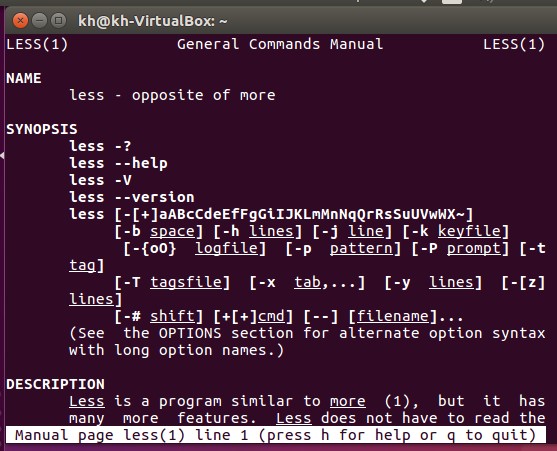 kh@kh-VirtualBox: ~
LESS(1) General Commands Manual LESS(1)
NAME
less - opposite of more
SYNOPSIS
less -?
less --help
less -V
less --version
less [-[+]aABcCdeEfFgGiIJKLmMnNqQrRsSuUVwWX~]
[-b space] [-h lines] [-j line] [-k keyfile]
[-{oO} logfile] [-p pattern] [-P prompt] [-t
tag]
[-T tagsfile] [-x tab,...] [-y lines] [-[z]
lines]
[-# shift] [+[+]cmd] [--] [filename]...
(See the OPTIONS section for alternate option syntax
with long option names.)
DESCRIPTION
Less is a program similar to more (1), but it has
many more features. Less does not have to read the
Manual page less(1) line 1 (press h for help or q to quit)